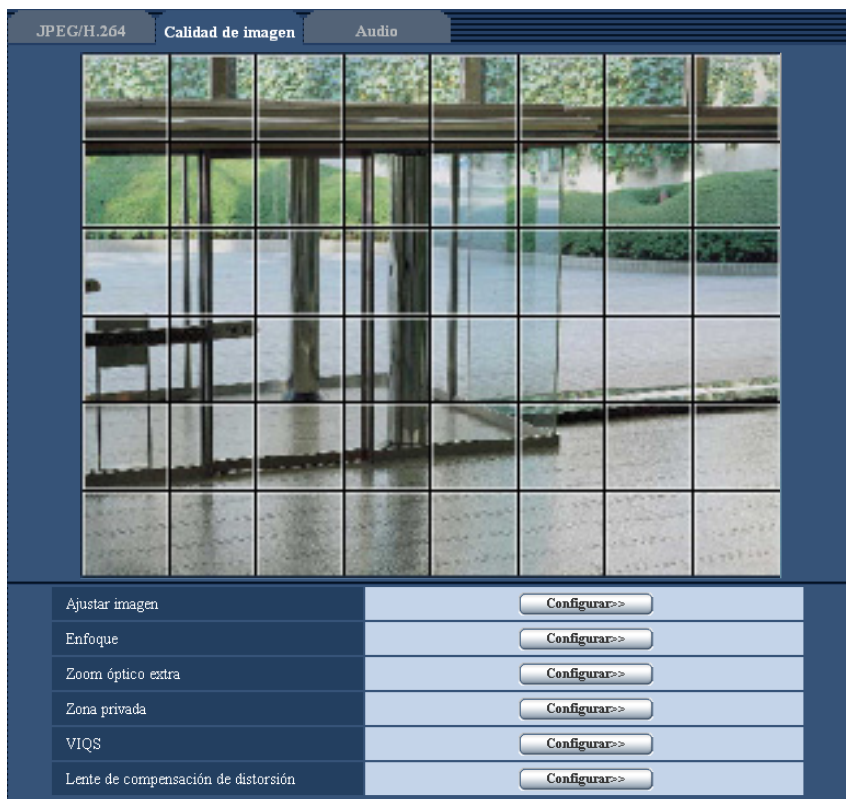 JPEG/H.264 Calidad de imagen Audio
Ajustar imagen Configurar>>
Enfoque Configurar>>
Zoom óptico extra Configurar>>
Zona privada Configurar>>
VIQS Configurar>>
Lente de compensación de distorsión Configurar>>